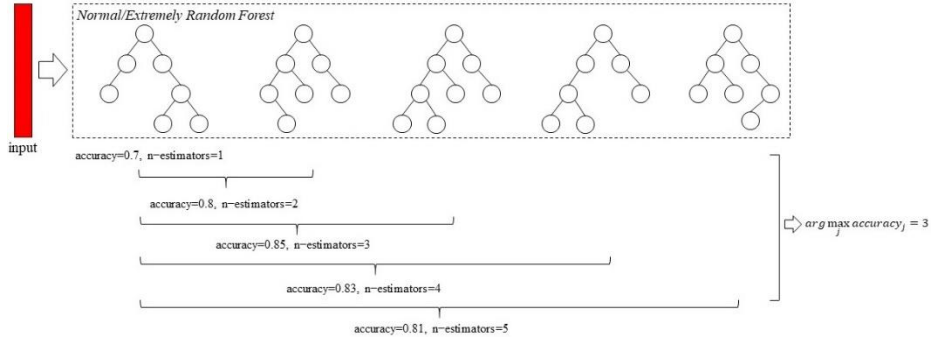 Normal/Extremely Random Forest
input
accuracy=0.7, n-estimators=1
accuracy=0.8, n-estimators=2
accuracy=0.85, n-estimators=3
accuracy=0.83, n-estimators=4
accuracy=0.81, n-estimators=5
arg max_j accuracy_j = 3